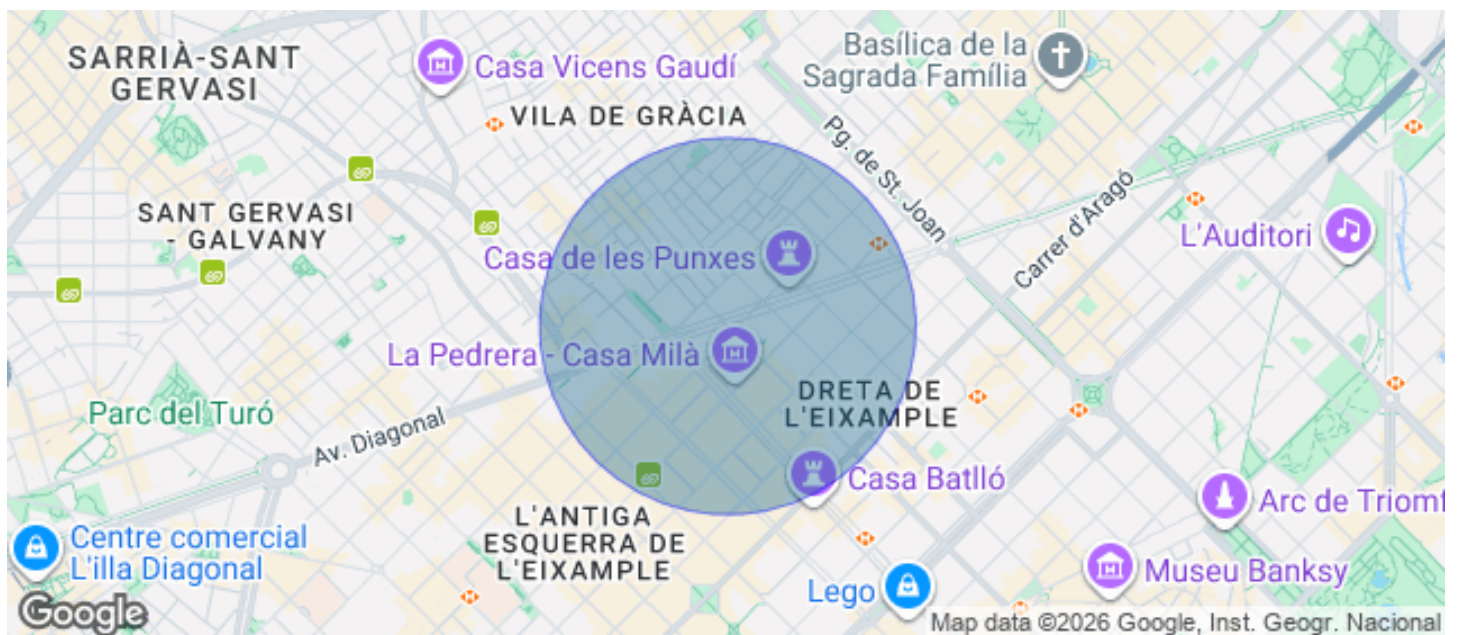 SARRIÀ-SANT
GERVASI
Casa Vicens Gaudí
Basílica de la
Sagrada Família
VILA DE GRÀCIA
Pg. de St. Joan
SANT GERVASI
- GALVANY
Carrer d'Aragó
L'Auditori
Casa de les Punxes
La Pedrera - Casa Milà
DRETA DE
L'EIXAMPLE
Parc del Turó
Av. Diagonal
Casa Batlló
Arc de Triomf
L'ANTIGA
ESQUERRA DE
L'EIXAMPLE
Centre comercial
L'illa Diagonal
Museu Banksy
Lego
Google
Map data ©2026 Google, Inst. Geogr. Nacional